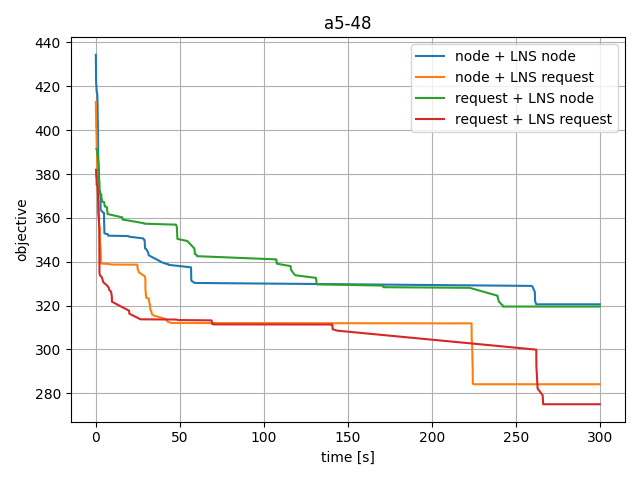 a5-48
objective
440
420
400
380
360
340
320
300
280
node + LNS node
node + LNS request
request + LNS node
request + LNS request
0 50 100 150 200 250 300
time [s]